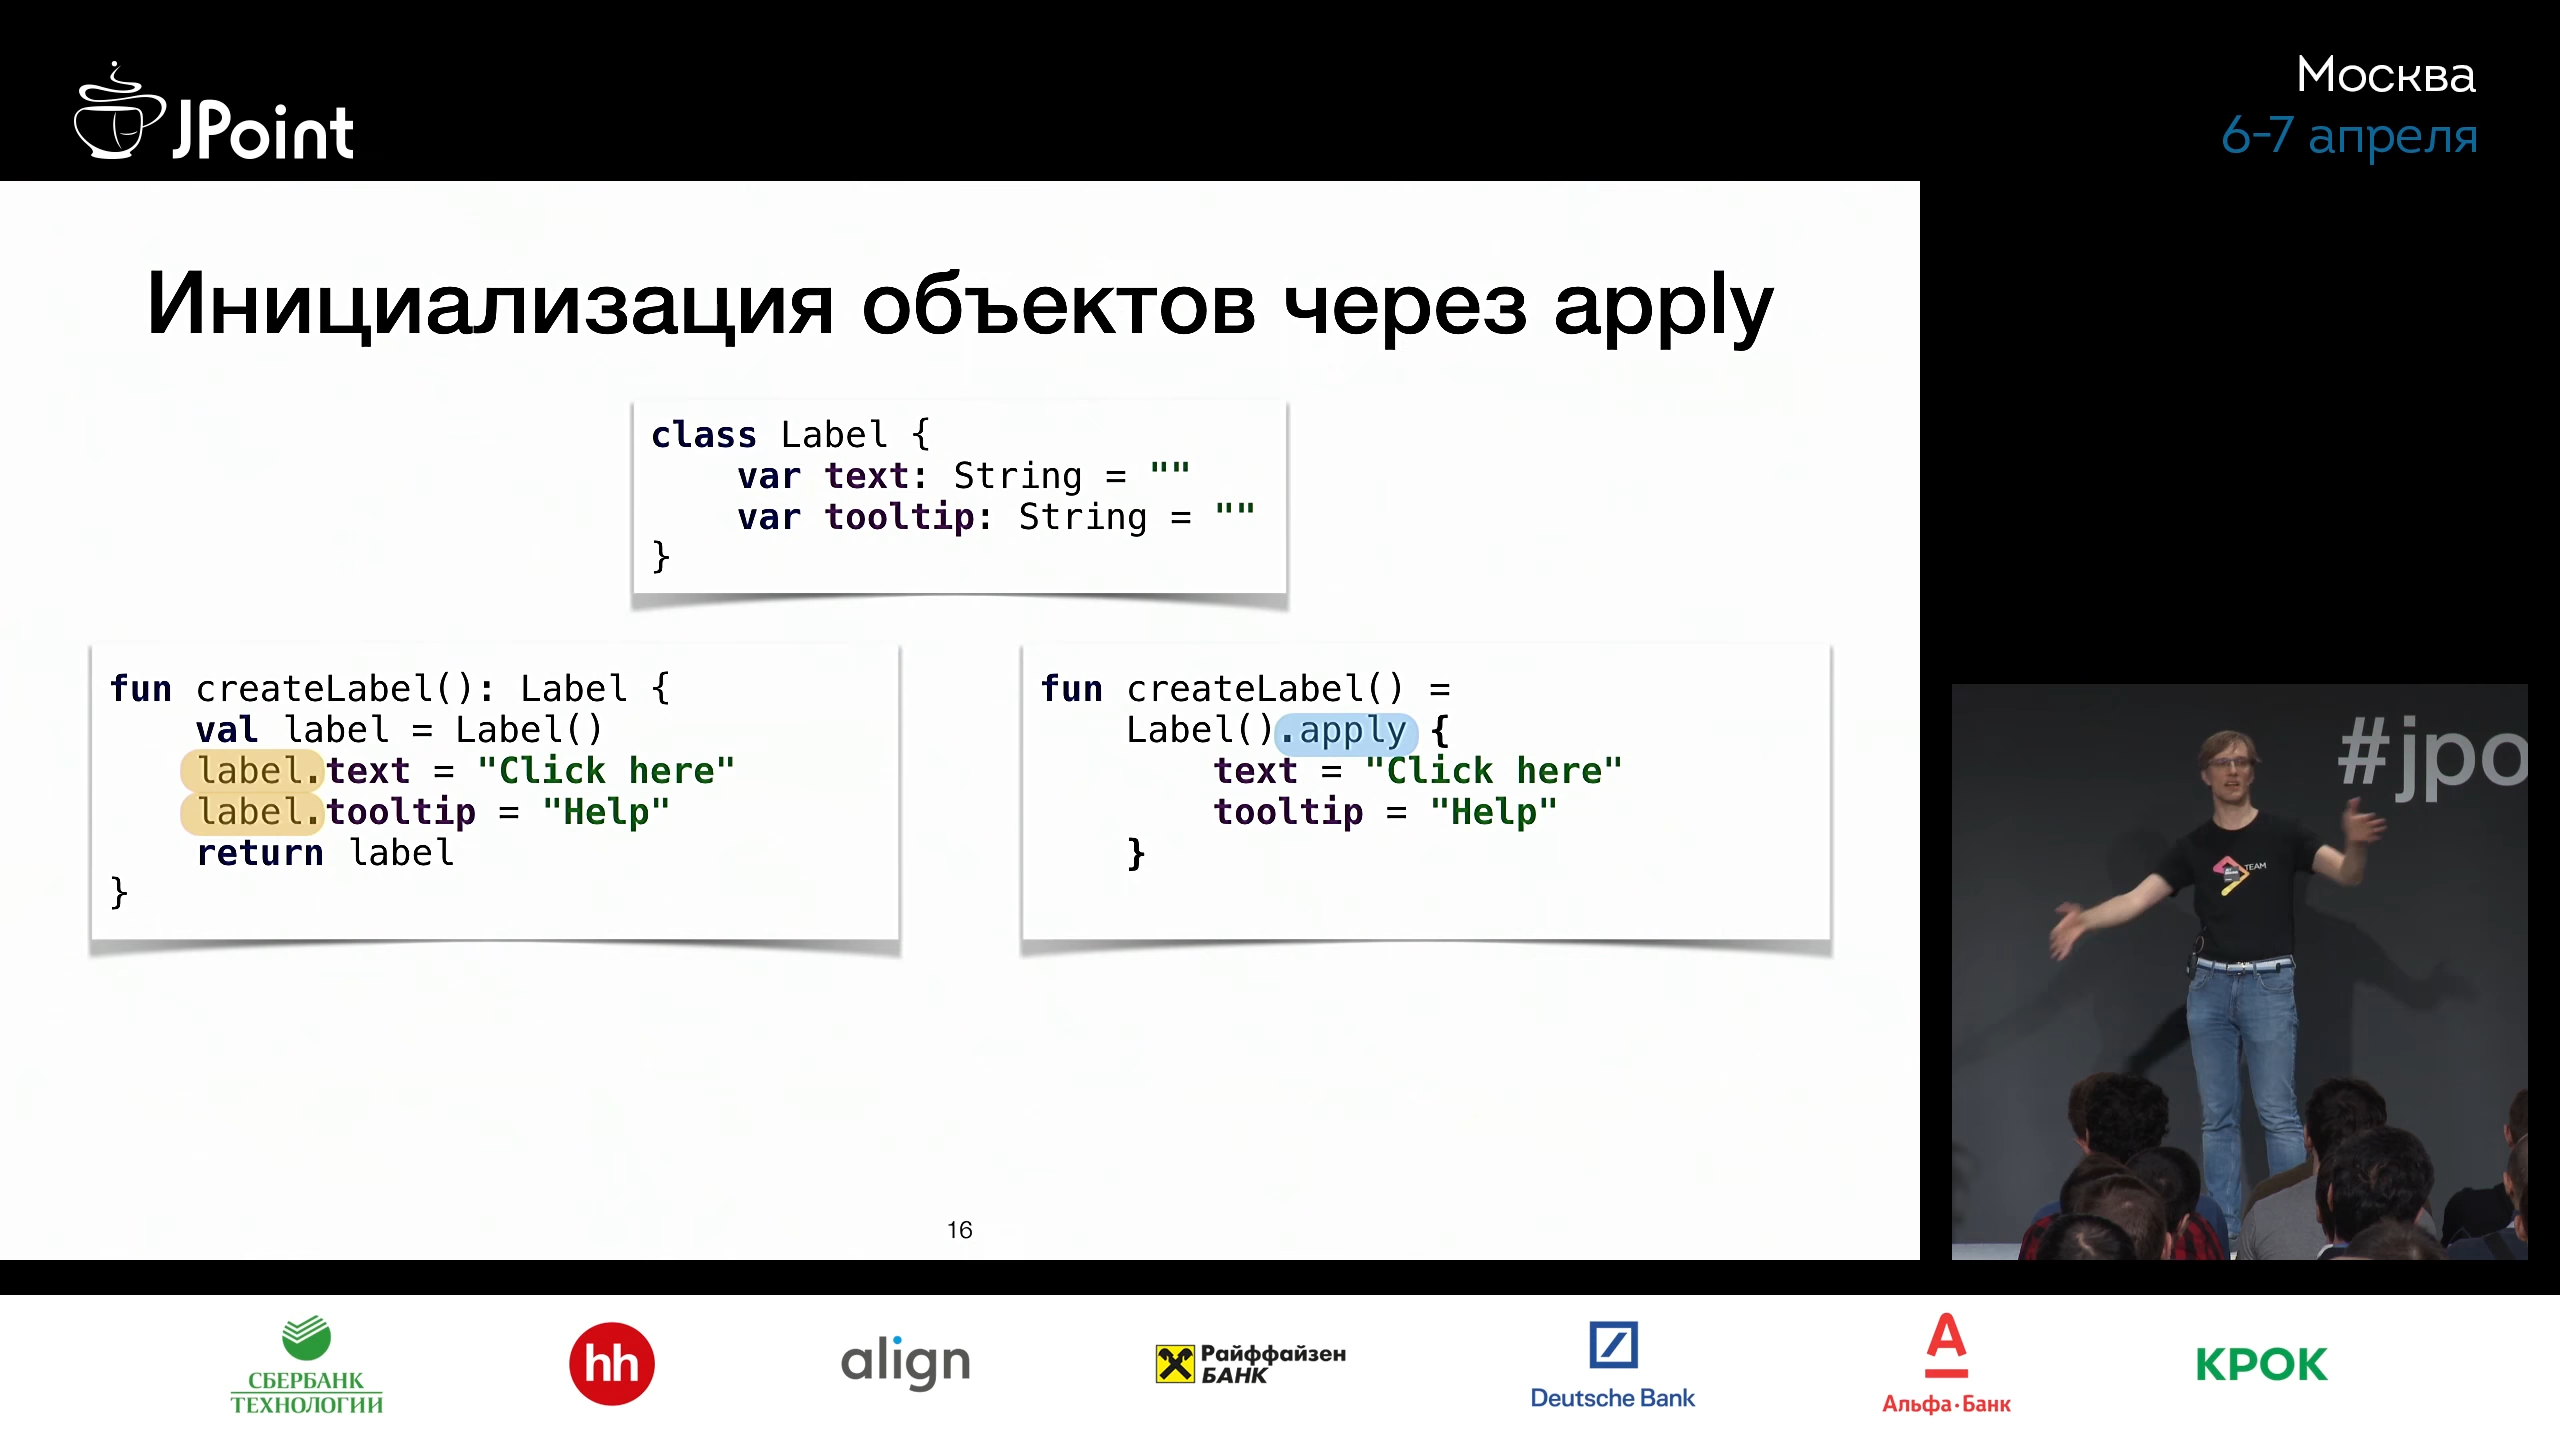 JPoint
Москва
6-7 апреля
Инициализация объектов через apply
class Label {
    var text: String = ""
    var tooltip: String = ""
}
fun createLabel(): Label {
    val label = Label()
    label.text = "Click here"
    label.tooltip = "Help"
    return label
}
fun createLabel() =
    Label().apply {
        text = "Click here"
        tooltip = "Help"
    }
16
#jpo
TEAM
СБЕРБАНК
ТЕХНОЛОГИИ
hh
align
Райффайзен
БАНК
Deutsche Bank
Альфа·Банк
КРОК